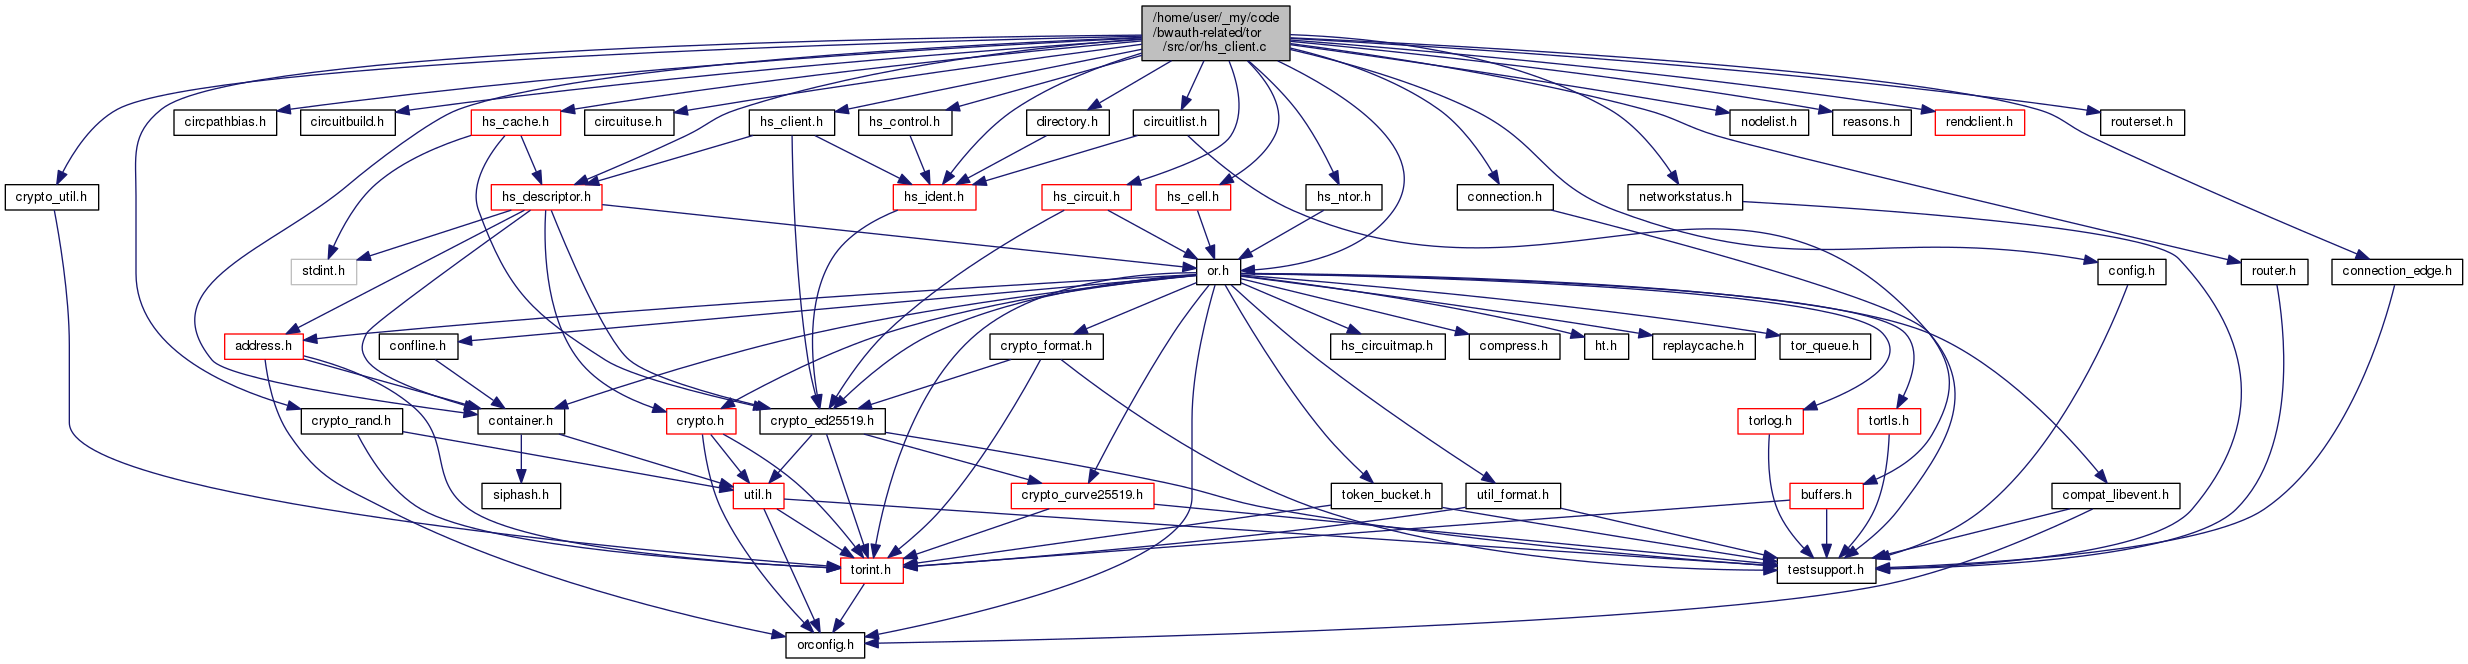 /home/user/_my/code
/bwauth-related/tor
/src/or/hs_client.c
circpathbias.h
circuitbuild.h
hs_cache.h
circuituse.h
hs_client.h
hs_control.h
directory.h
circuitlist.h
nodelist.h
reasons.h
rendclient.h
routerset.h
crypto_util.h
hs_descriptor.h
hs_ident.h
hs_circuit.h
hs_cell.h
hs_ntor.h
connection.h
networkstatus.h
stdint.h
or.h
config.h
router.h
connection_edge.h
address.h
confline.h
crypto_format.h
hs_circuitmap.h
compress.h
ht.h
replaycache.h
tor_queue.h
crypto_rand.h
container.h
crypto.h
crypto_ed25519.h
torlog.h
tortls.h
siphash.h
util.h
crypto_curve25519.h
token_bucket.h
util_format.h
buffers.h
compat_libevent.h
torint.h
testsupport.h
orconfig.h